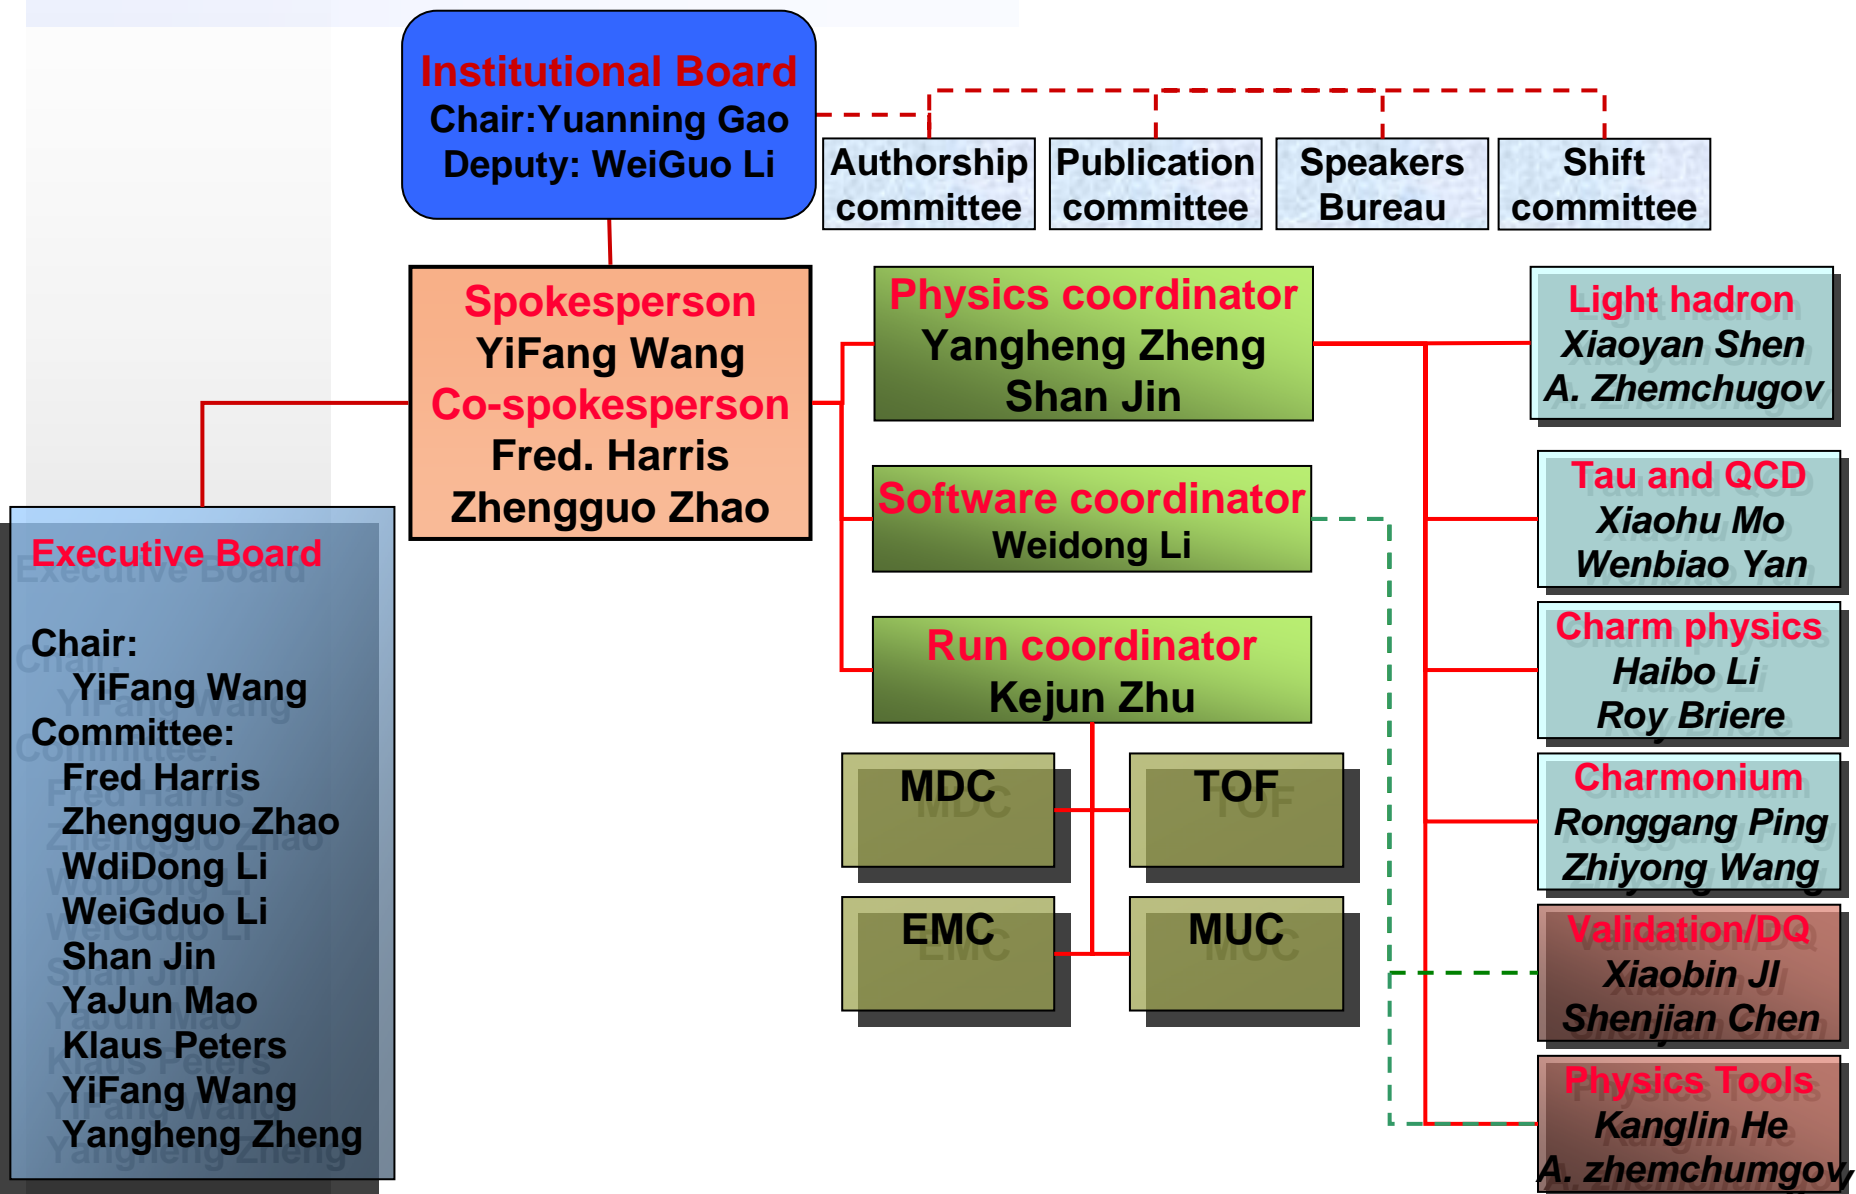 Institutional Board
Chair:Yuanning Gao
Deputy: WeiGuo Li
Authorship
committee
Publication
committee
Speakers
Bureau
Shift
committee
Spokesperson
YiFang Wang
Co-spokesperson
Fred. Harris
Zhengguo Zhao
Executive Board
Chair:
YiFang Wang
Committee:
Fred Harris
Zhengguo Zhao
WdiDong Li
WeiGduo Li
Shan Jin
YaJun Mao
Klaus Peters
YiFang Wang
Yangheng Zheng
Physics coordinator
Yangheng Zheng
Shan Jin
Software coordinator
Weidong Li
Run coordinator
Kejun Zhu
MDC
TOF
EMC
MUC
Light hadron
Xiaoyan Shen
A. Zhemchugov
Tau and QCD
Xiaohu Mo
Wenbiao Yan
Charm physics
Haibo Li
Roy Briere
Charmonium
Ronggang Ping
Zhiyong Wang
Validation/DQ
Xiaobin JI
Shenjian Chen
Physics Tools
Kanglin He
A. zhemchumgov